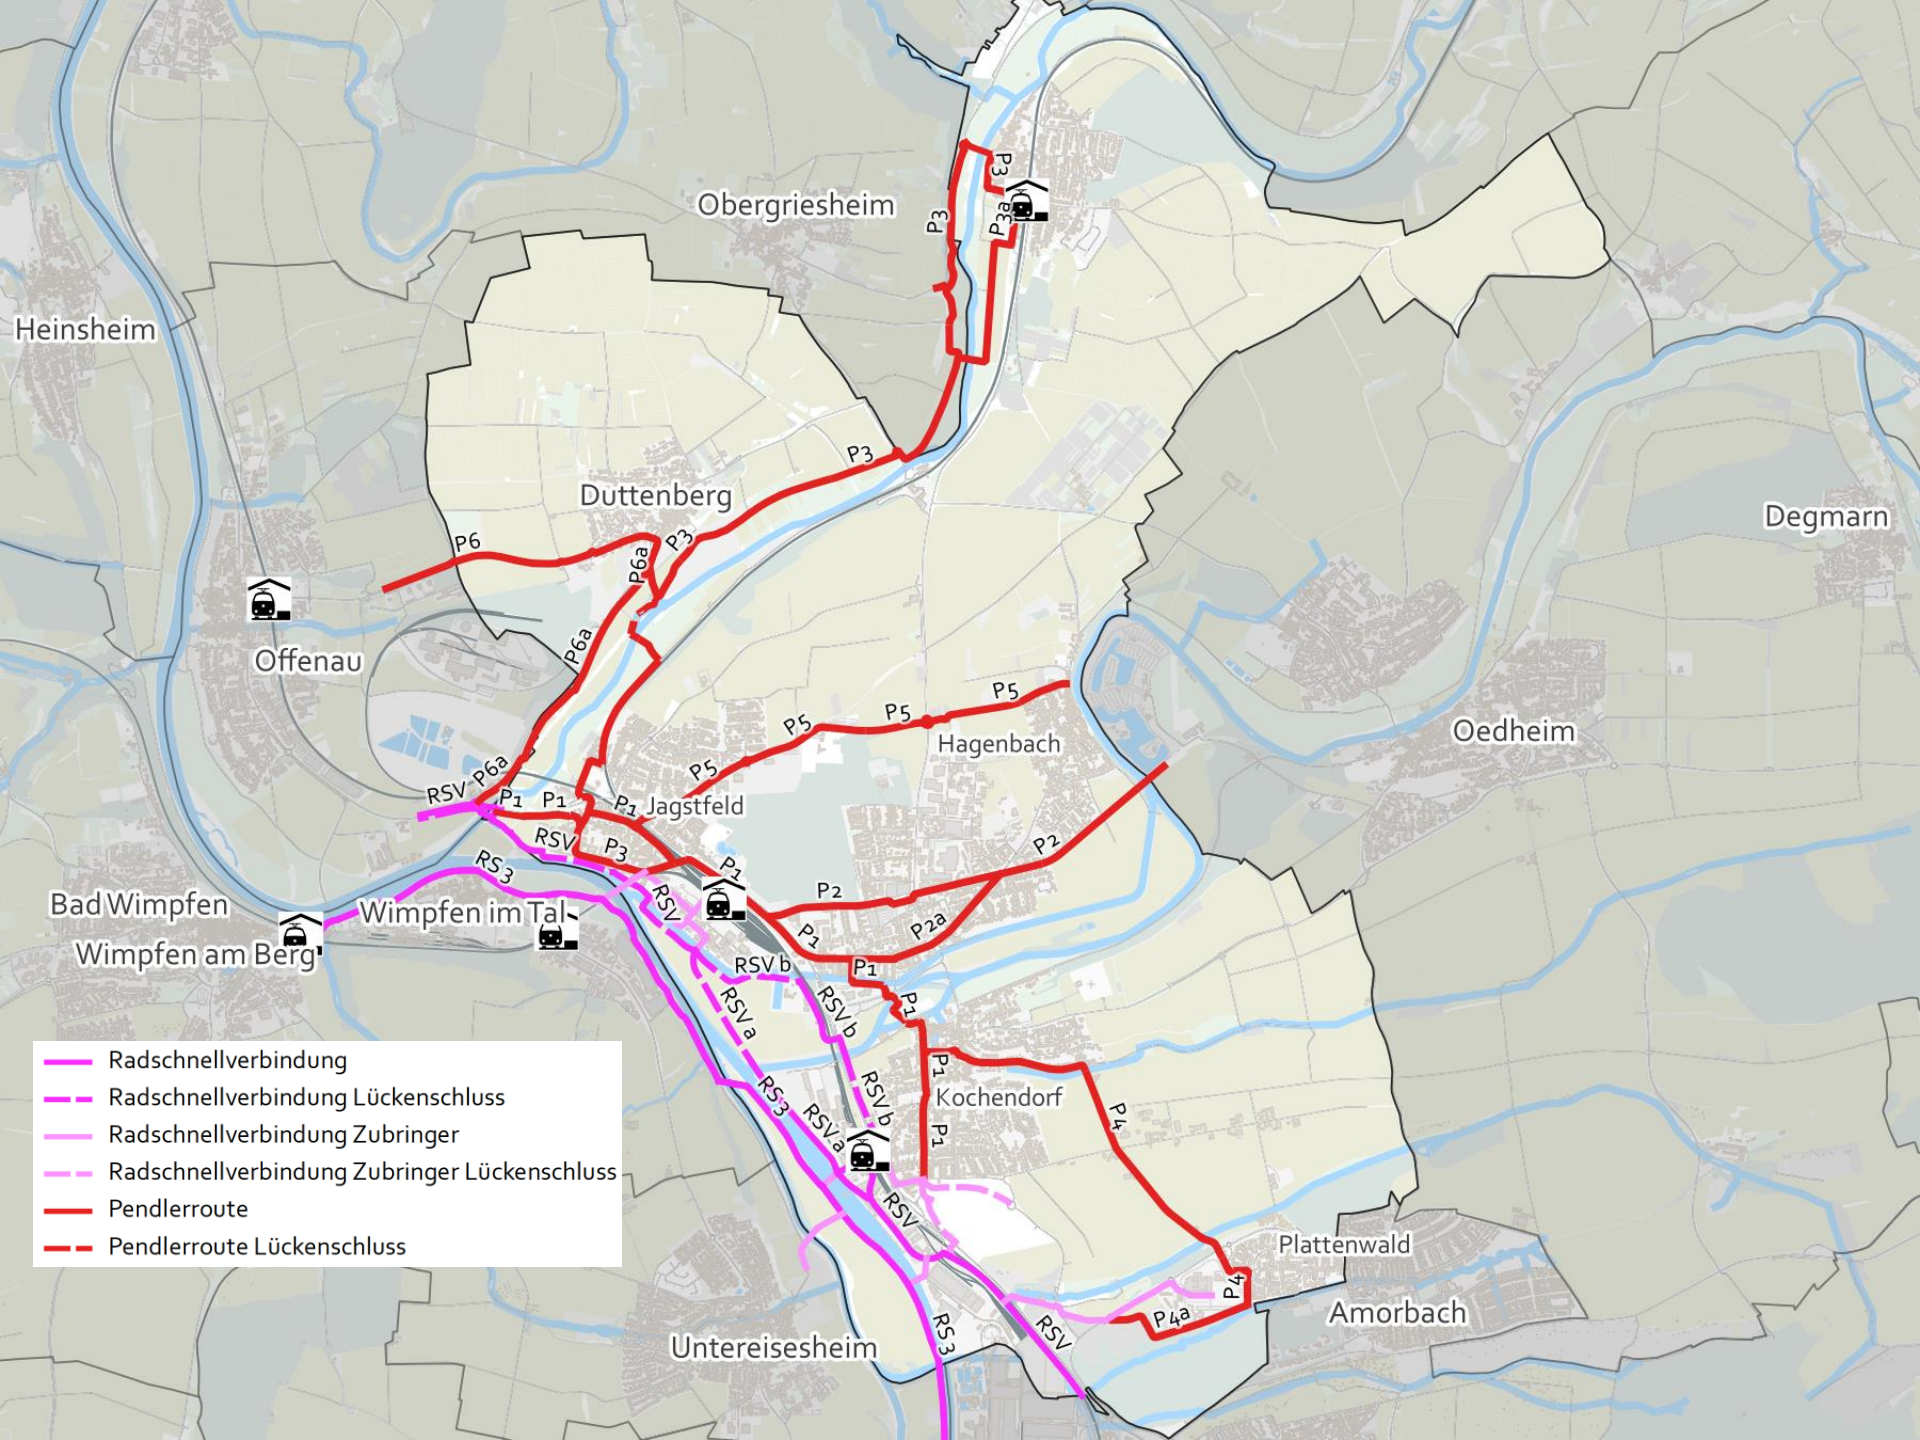 P3
Obergriesheim
P3
P3a
Heinsheim
P3
Duttenberg
Degmarn
P6
P3
P6a
P6a
Offenau
P5
P5
P5
Oedheim
Hagenbach
P5
P6a
RSV
P1
P1
P1
Jagstfeld
RSV
P3
P2
RS3
P1
P2
RSV
Bad Wimpfen
Wimpfen im Tal
P2a
P1
Wimpfen am Berg
RSV b
P1
RSV a
RSV b
P1
Radschnellverbindung
Radschnellverbindung Lückenschluss
Radschnellverbindung Zubringer
Radschnellverbindung Zubringer Lückenschluss
Pendlerroute
Pendlerroute Lückenschluss
P1
RS3
RSV b
Kochendorf
P4
RSV a
P1
RSV
Plattenwald
P4
Amorbach
P4a
RS3
RSV
Untereisesheim